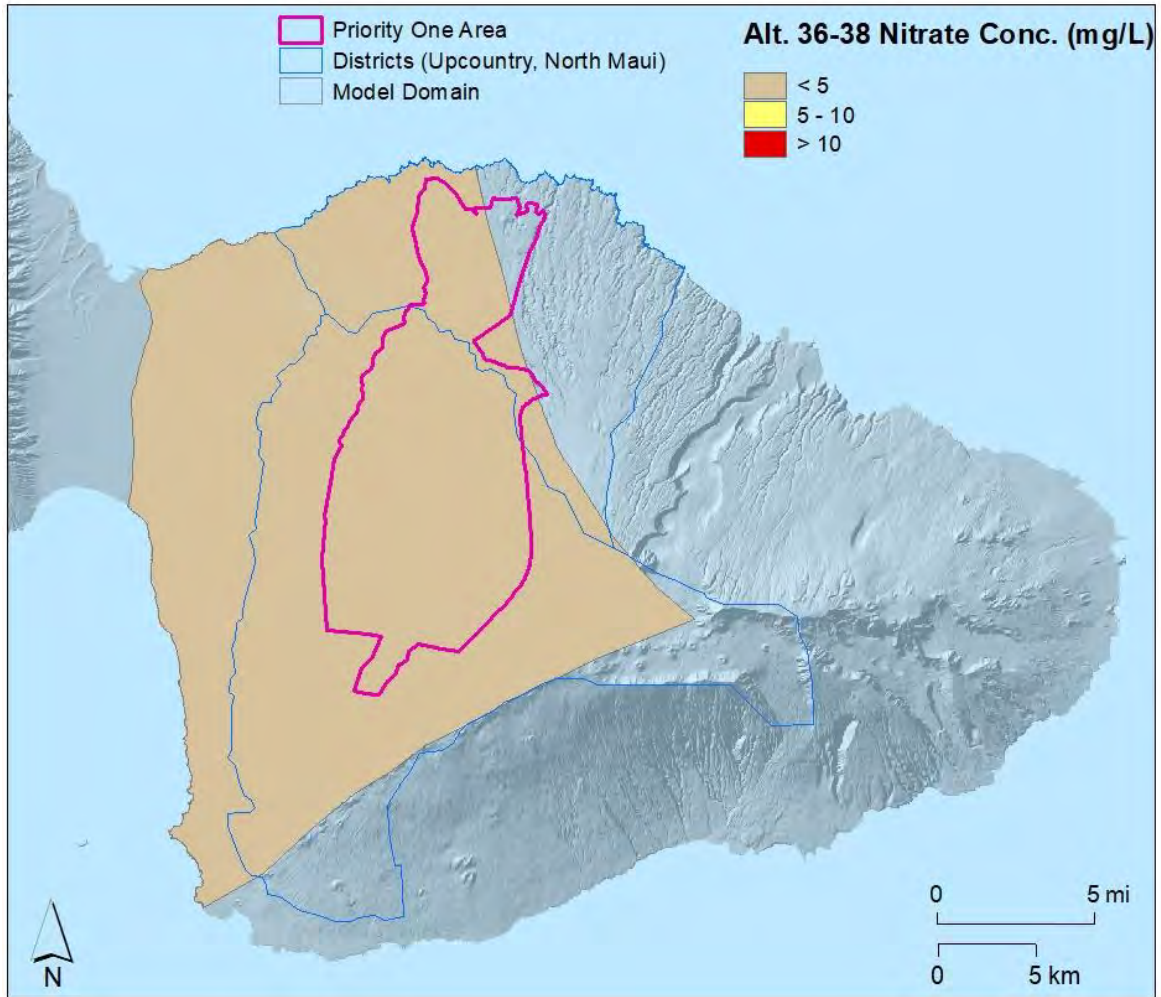 Priority One Area
Districts (Upcountry, North Maui)
Model Domain
Alt. 36-38 Nitrate Conc. (mg/L)
< 5
5 - 10
> 10
0 5 mi
0 5 km
N